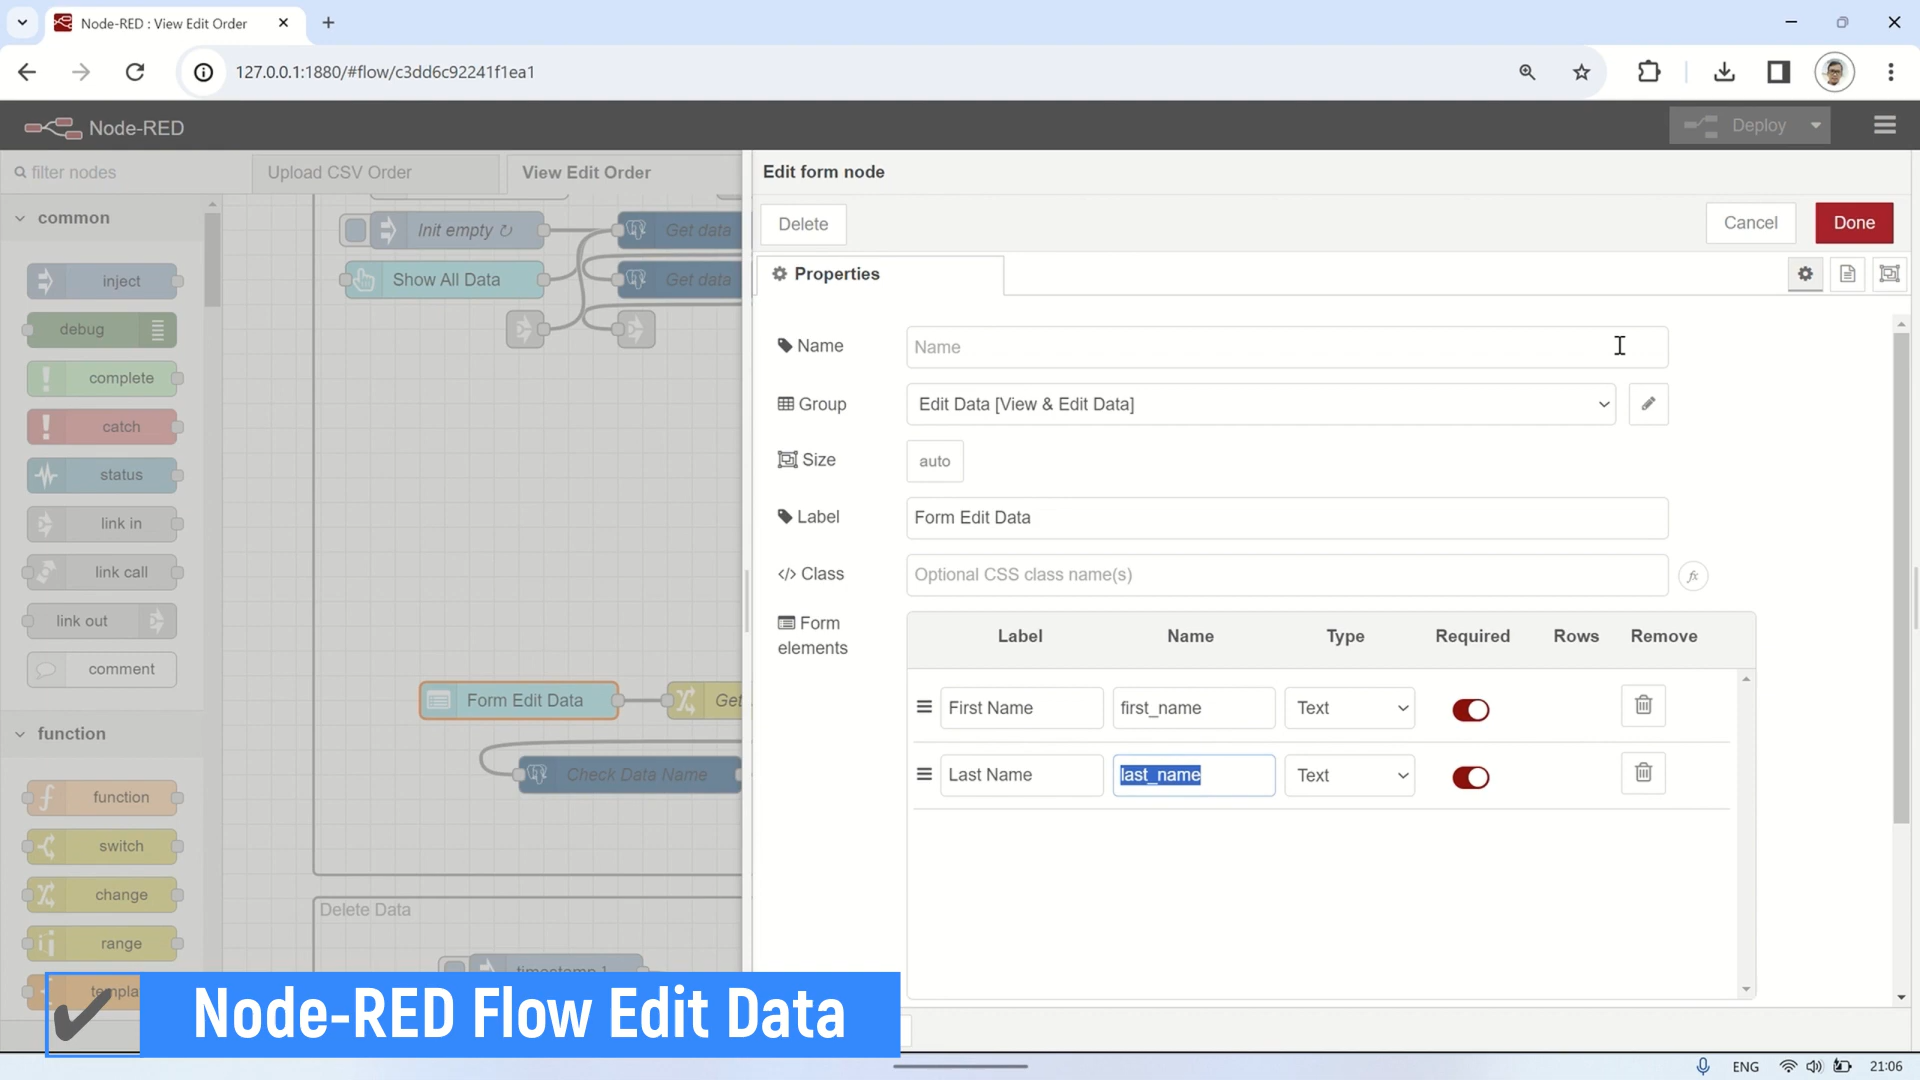 Node-RED : View Edit Order
127.0.0.1:1880/#flow/c3dd6c92241f1ea1
Node-RED
Deploy
filter nodes
Upload CSV Order
View Edit Order
Edit form node
Delete
Cancel
Done
Properties
common
inject
debug
complete
catch
status
link in
link call
link out
comment
function
function
switch
change
range
templa
Init empty ↻
Get data
Show All Data
Get data
Form Edit Data
Get
Check Data Name
Delete Data
timestamp 1
Name
Name
Group
Edit Data [View & Edit Data]
Size
auto
Label
Form Edit Data
</> Class
Optional CSS class name(s)
fx
Form
elements
Label Name Type Required Rows Remove
First Name first_name Text
Last Name last_name Text
Node-RED Flow Edit Data
ENG
21:06